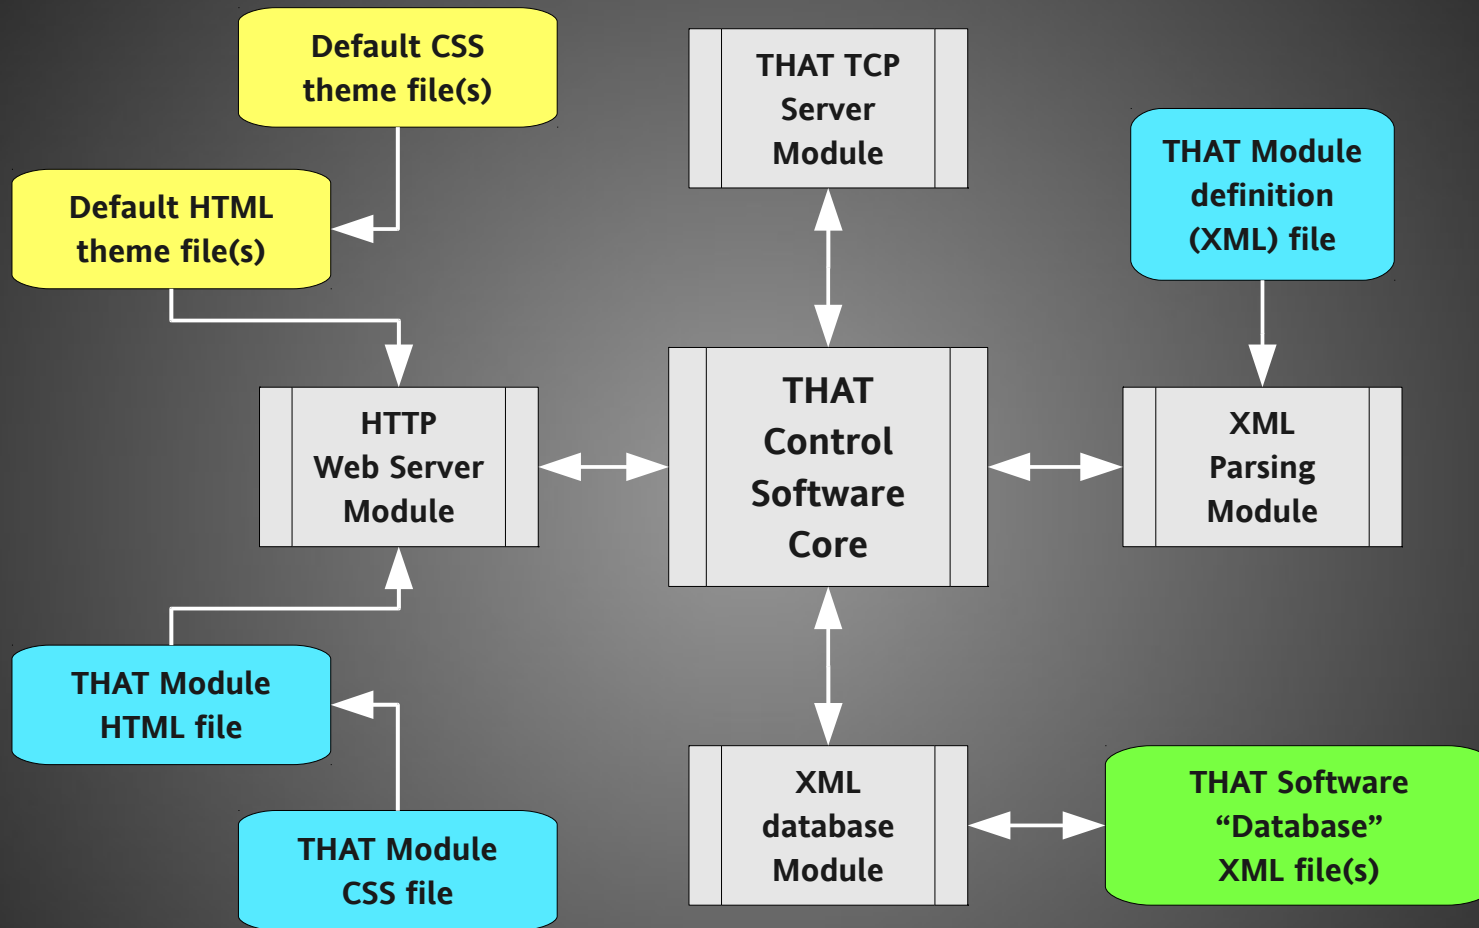 Default CSS
theme file(s)
THAT TCP
Server
Module
THAT Module
definition
(XML) file
Default HTML
theme file(s)
HTTP
Web Server
Module
THAT
Control
Software
Core
XML
Parsing
Module
THAT Module
HTML file
THAT Module
CSS file
XML
database
Module
THAT Software
“Database”
XML file(s)